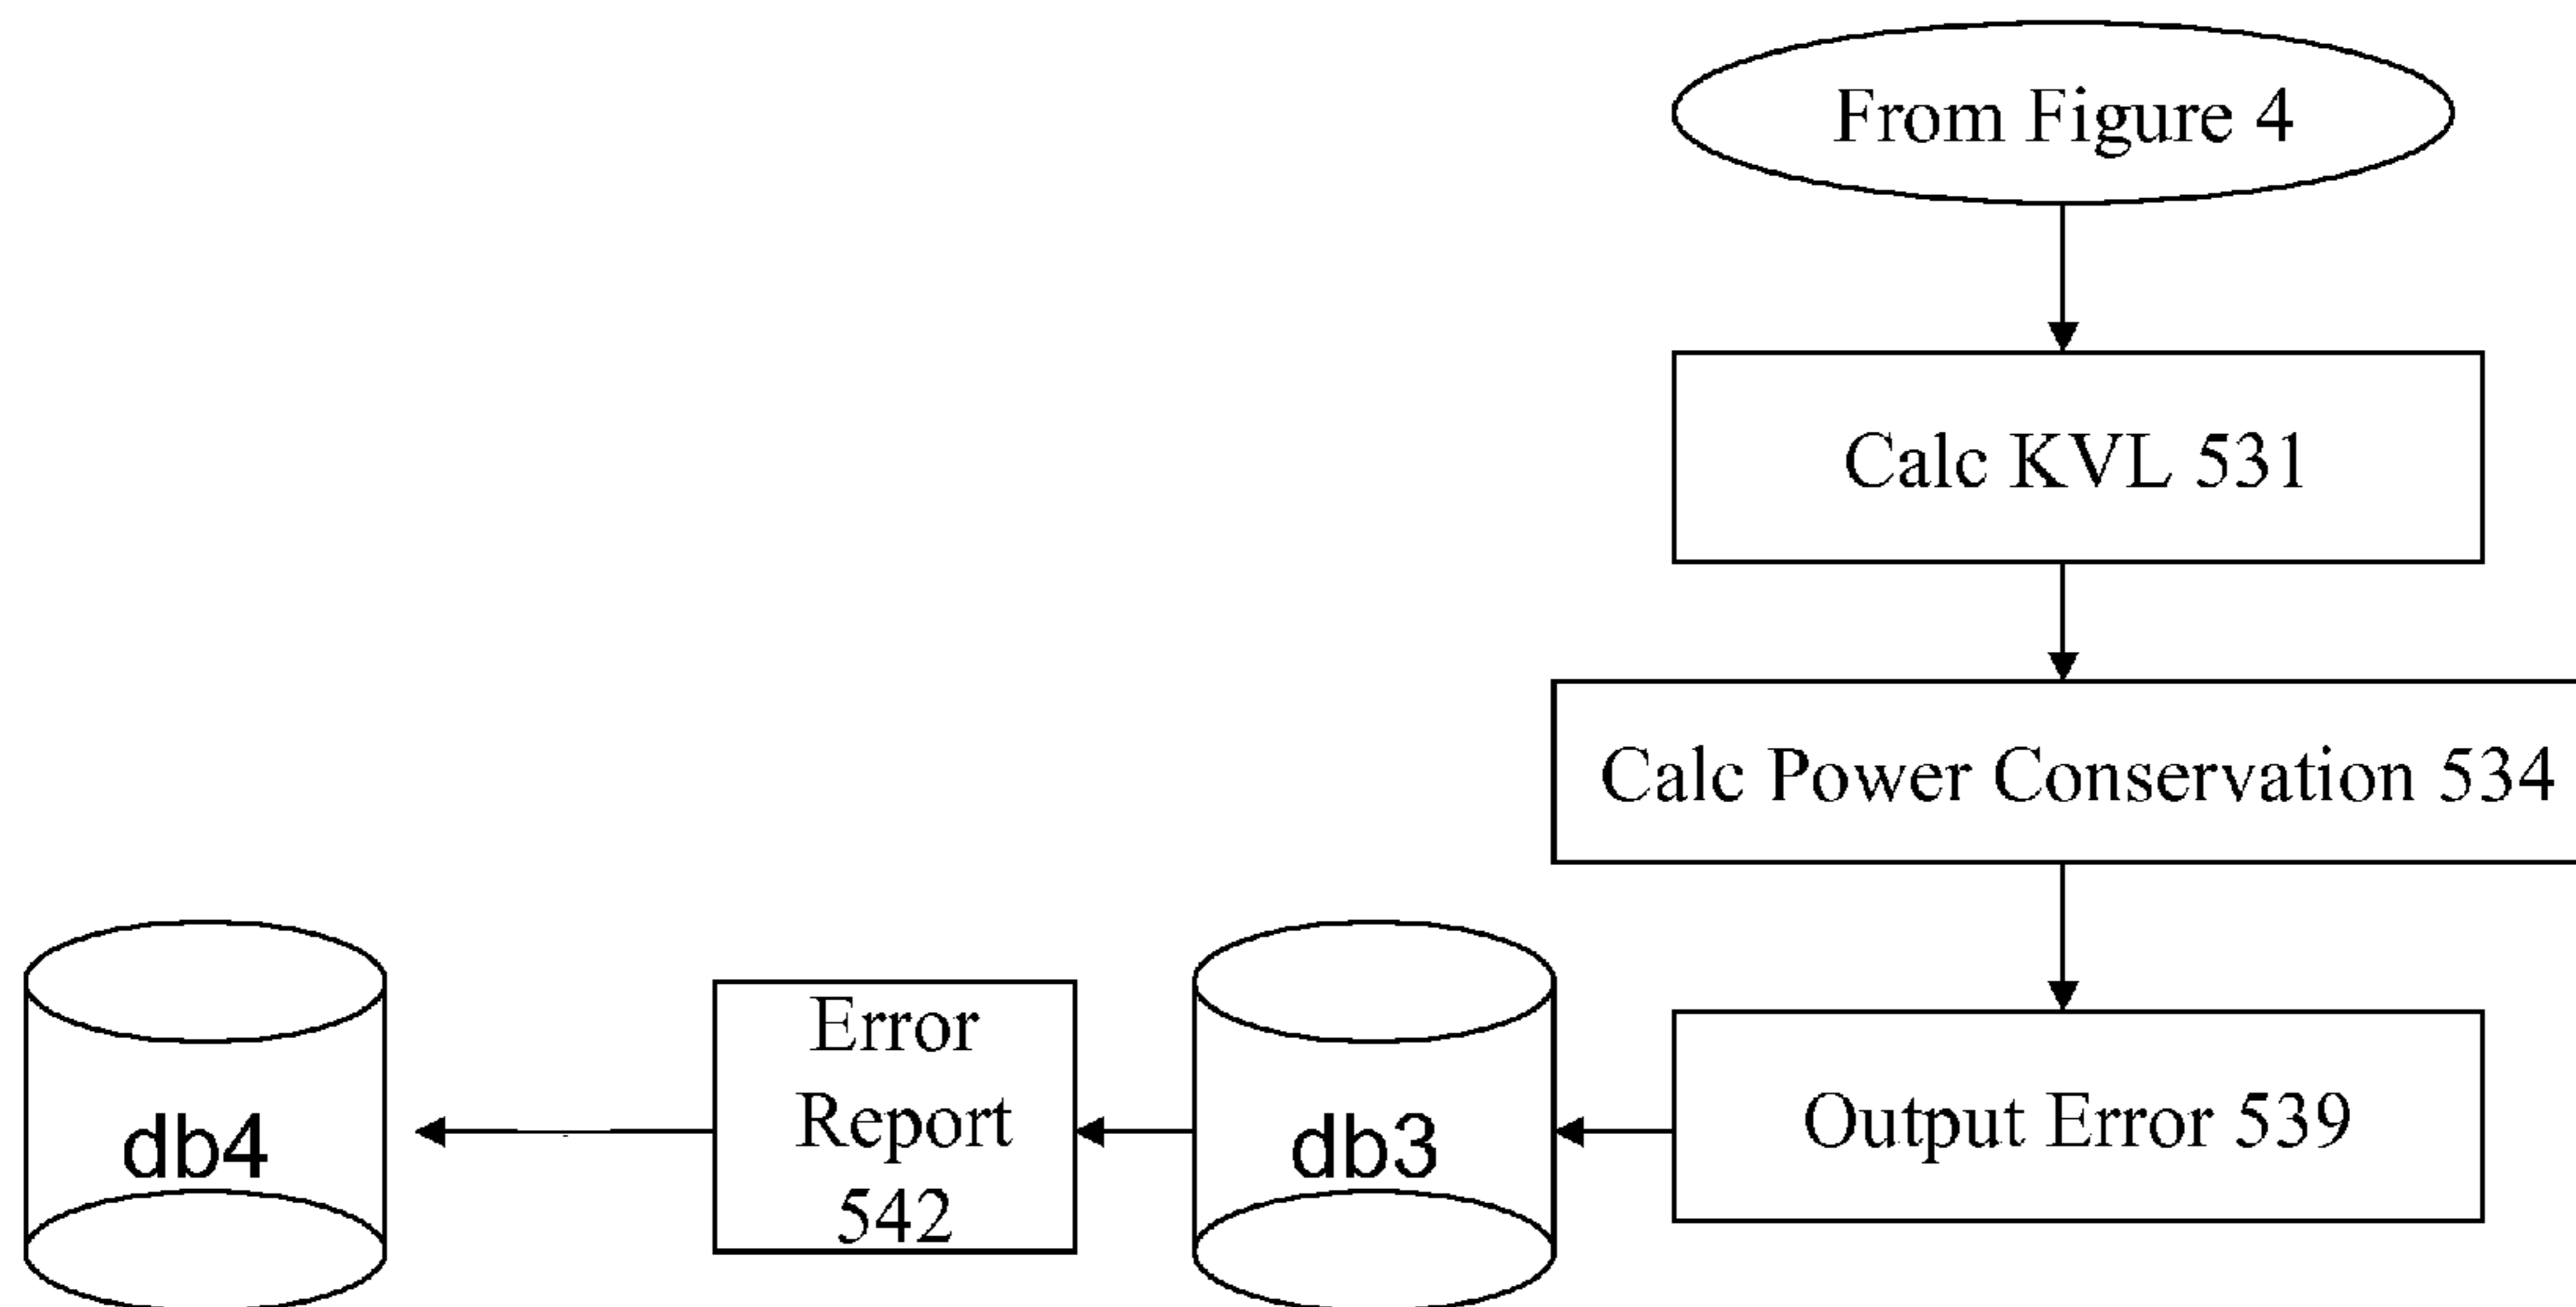 From Figure 4
Calc KVL 531
Calc Power Conservation 534
Output Error 539
db3
Error
Report
542
db4